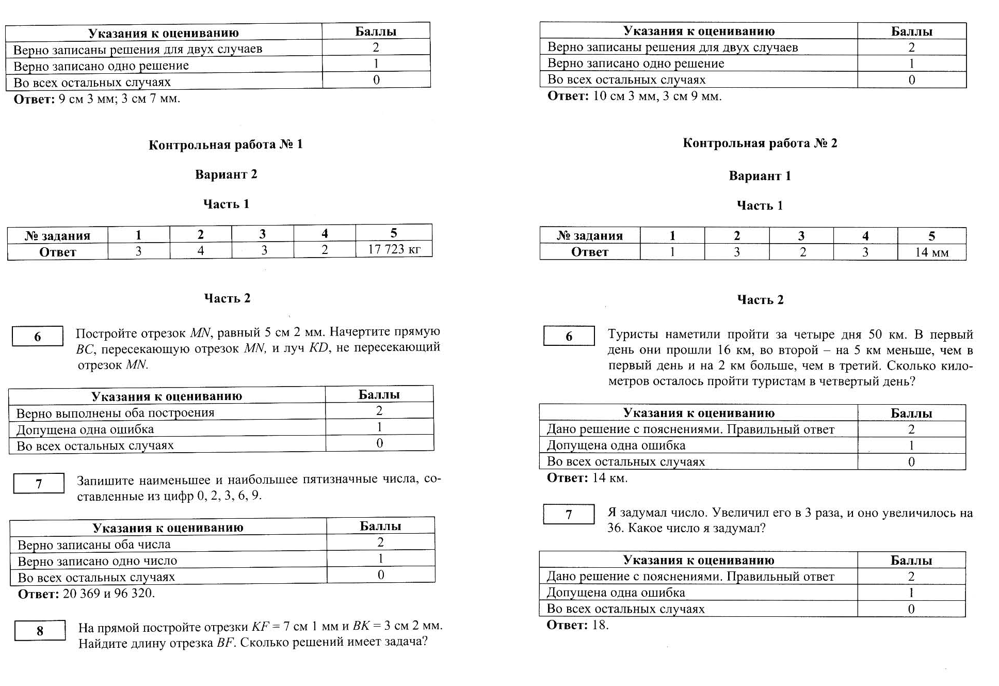 Указания к оцениванию Баллы
Верно записаны решения для двух случаев 2
Верно записано одно решение 1
Во всех остальных случаях 0
Ответ: 9 см 3 мм; 3 см 7 мм.
Контрольная работа № 1
Вариант 2
Часть 1
№ задания 1 2 3 4 5
Ответ 3 4 3 2 17 723 кг
Часть 2
6 Постройте отрезок MN, равный 5 см 2 мм. Начертите прямую
BC, пересекающую отрезок MN, и луч KD, не пересекающий
отрезок MN.
Указания к оцениванию Баллы
Верно выполнены оба построения 2
Допущена одна ошибка 1
Во всех остальных случаях 0
7 Запишите наименьшее и наибольшее пятизначные числа, со-
ставленные из цифр 0, 2, 3, 6, 9.
Указания к оцениванию Баллы
Верно записаны оба числа 2
Верно записано одно число 1
Во всех остальных случаях 0
Ответ: 20 369 и 96 320.
8 На прямой постройте отрезки KF = 7 см 1 мм и BK = 3 см 2 мм.
Найдите длину отрезка BF. Сколько решений имеет задача?
Указания к оцениванию Баллы
Верно записаны решения для двух случаев 2
Верно записано одно решение 1
Во всех остальных случаях 0
Ответ: 10 см 3 мм, 3 см 9 мм.
Контрольная работа № 2
Вариант 1
Часть 1
№ задания 1 2 3 4 5
Ответ 1 3 2 3 14 мм
Часть 2
6 Туристы наметили пройти за четыре дня 50 км. В первый
день они прошли 16 км, во второй – на 5 км меньше, чем в
первый день и на 2 км больше, чем в третий. Сколько кило-
метров осталось пройти туристам в четвертый день?
Указания к оцениванию Баллы
Дано решение с пояснениями. Правильный ответ 2
Допущена одна ошибка 1
Во всех остальных случаях 0
Ответ: 14 км.
7 Я задумал число. Увеличил его в 3 раза, и оно увеличилось на
36. Какое число я задумал?
Указания к оцениванию Баллы
Дано решение с пояснениями. Правильный ответ 2
Допущена одна ошибка 1
Во всех остальных случаях 0
Ответ: 18.